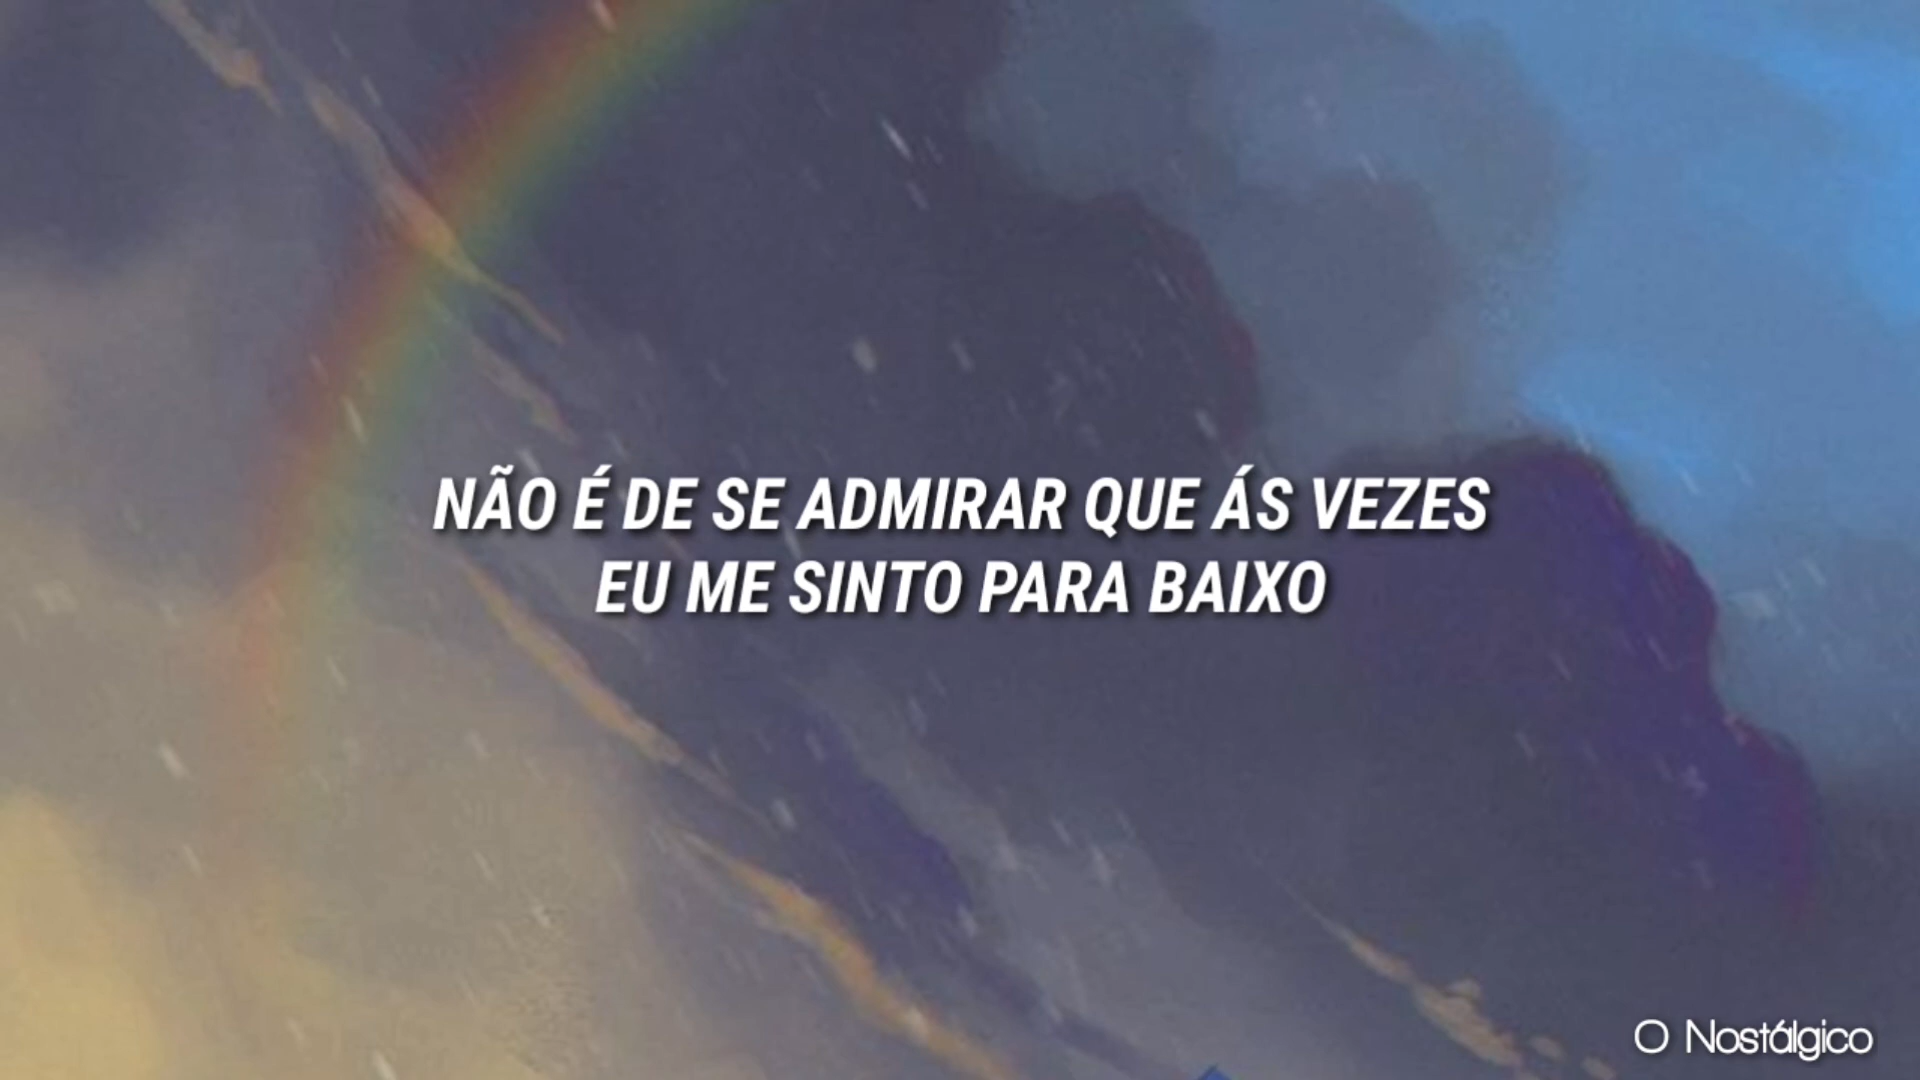 NÃO É DE SE ADMIRAR QUE ÁS VEZES
EU ME SINTO PARA BAIXO
O Nostálgico